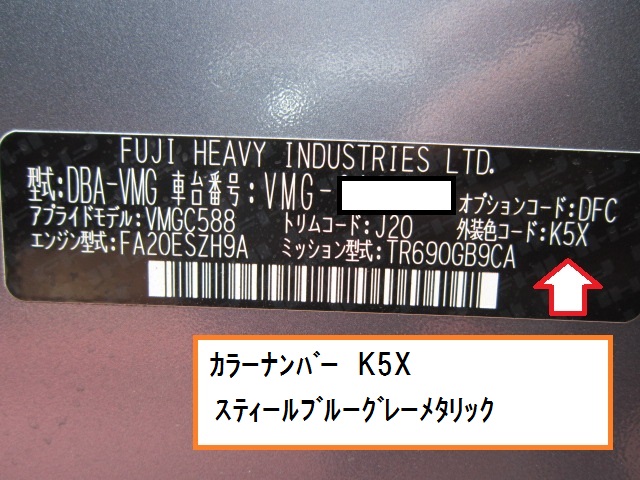 FUJI HEAVY INDUSTRIES LTD.
型式:DBA-VMG 車台番号:VMG- オプションコード:DFC
アプライドモデル:VMGC588 トリムコード:J20 外装色コード:K5X
エンジン型式:FA20ESZH9A ミッション型式:TR690GB9CA
ｶﾗｰﾅﾝﾊﾞｰ K5X
ｽﾃｨｰﾙﾌﾞﾙｰｸﾞﾚｰﾒﾀﾘｯｸ